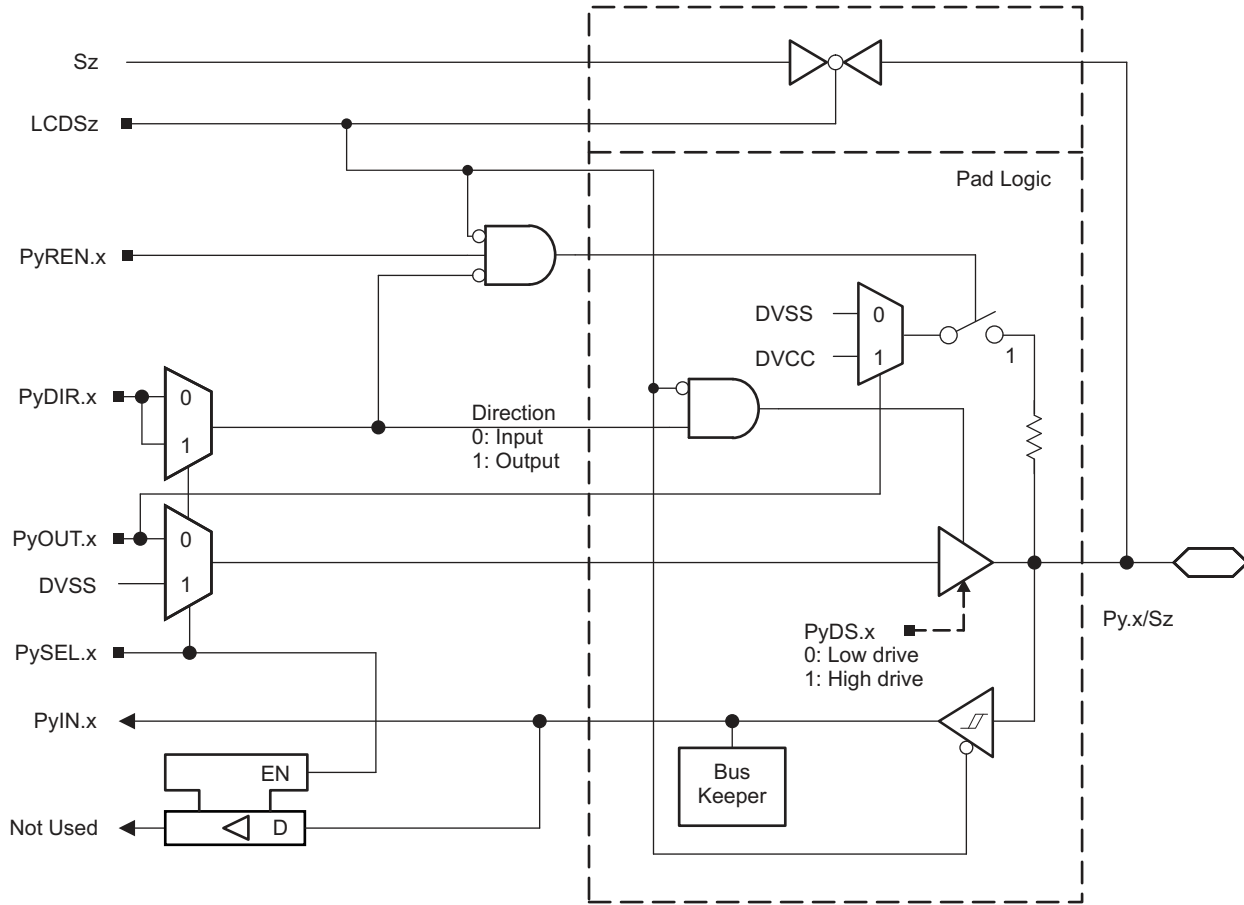 Sz
LCDSz
Pad Logic
PyREN.x
DVSS
0
DVCC
1
1
PyDIR.x
0
1
Direction
0: Input
1: Output
PyOUT.x
0
DVSS
1
PySEL.x
PyDS.x
0: Low drive
1: High drive
Py.x/Sz
PyIN.x
EN
Bus
Keeper
Not Used
D